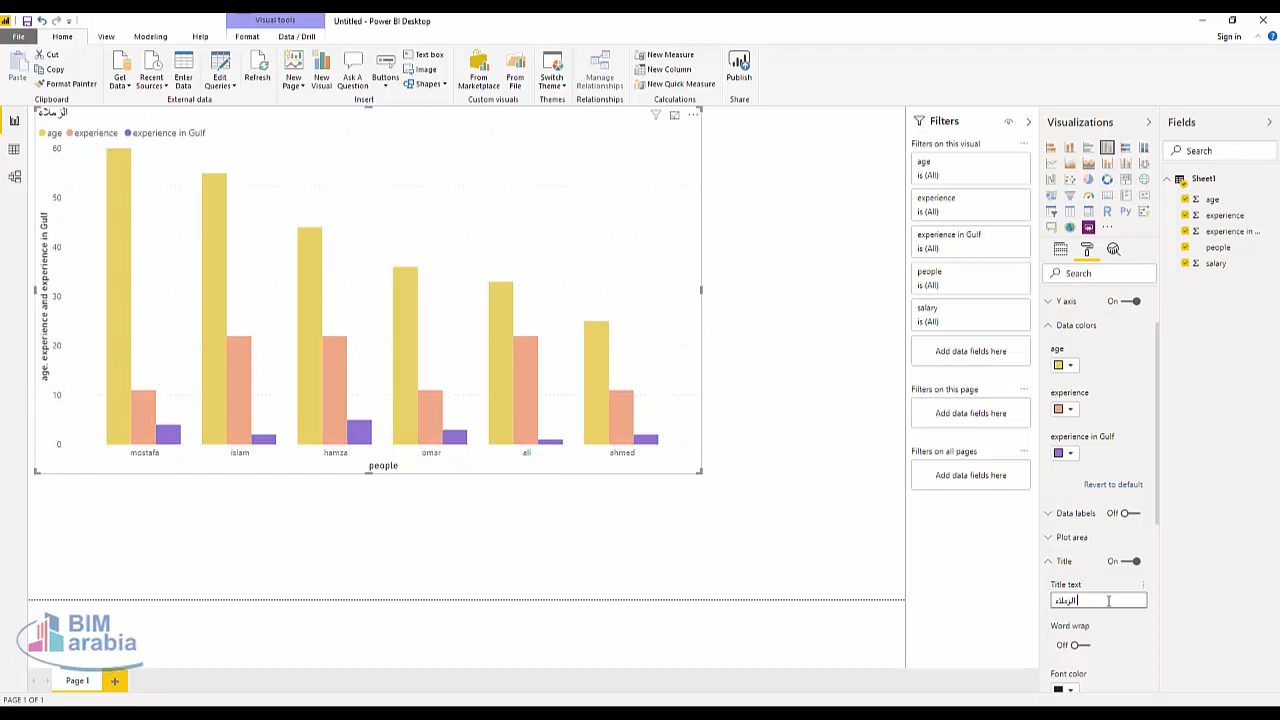 Visual tools
Untitled - Power BI Desktop
File Home View Modeling Help Format Data / Drill
Sign in
Paste
Cut
Copy
Format Painter
Clipboard
Get Data
Recent Sources
Enter Data
Edit Queries
Refresh
External data
New Page
New Visual
Ask A Question
Buttons
Text box
Image
Shapes
Insert
From Marketplace
From File
Custom visuals
Switch Theme
Themes
Manage Relationships
Relationships
New Measure
New Column
New Quick Measure
Calculations
Publish
Share
الزملاء
age experience experience in Gulf
60
50
40
30
20
10
0
age, experience and experience in Gulf
mostafa islam hamza omar ali ahmed
people
Filters
Filters on this visual
age
is (All)
experience
is (All)
experience in Gulf
is (All)
people
is (All)
salary
is (All)
Add data fields here
Filters on this page
Add data fields here
Filters on all pages
Add data fields here
Visualizations
R Py
Search
Y axis On
Data colors
age
experience
experience in Gulf
Revert to default
Data labels Off
Plot area
Title On
Title text
الزملاء
Word wrap
Off
Font color
Fields
Search
Sheet1
Σ age
Σ experience
Σ experience in ...
people
Σ salary
BIM
arabia
Page 1
PAGE 1 OF 1